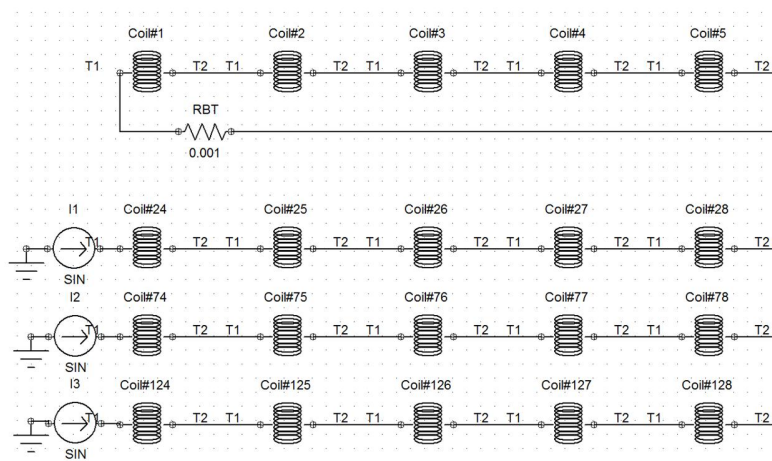 Coil#1 Coil#2 Coil#3 Coil#4 Coil#5
T1 T2 T1 T2 T1 T2 T1 T2 T1 T2
RBT
0.001
I1 Coil#24 Coil#25 Coil#26 Coil#27 Coil#28
T1 T2 T1 T2 T1 T2 T1 T2 T1 T2
SIN
I2 Coil#74 Coil#75 Coil#76 Coil#77 Coil#78
T1 T2 T1 T2 T1 T2 T1 T2 T1 T2
SIN
I3 Coil#124 Coil#125 Coil#126 Coil#127 Coil#128
T1 T2 T1 T2 T1 T2 T1 T2 T1 T2
SIN